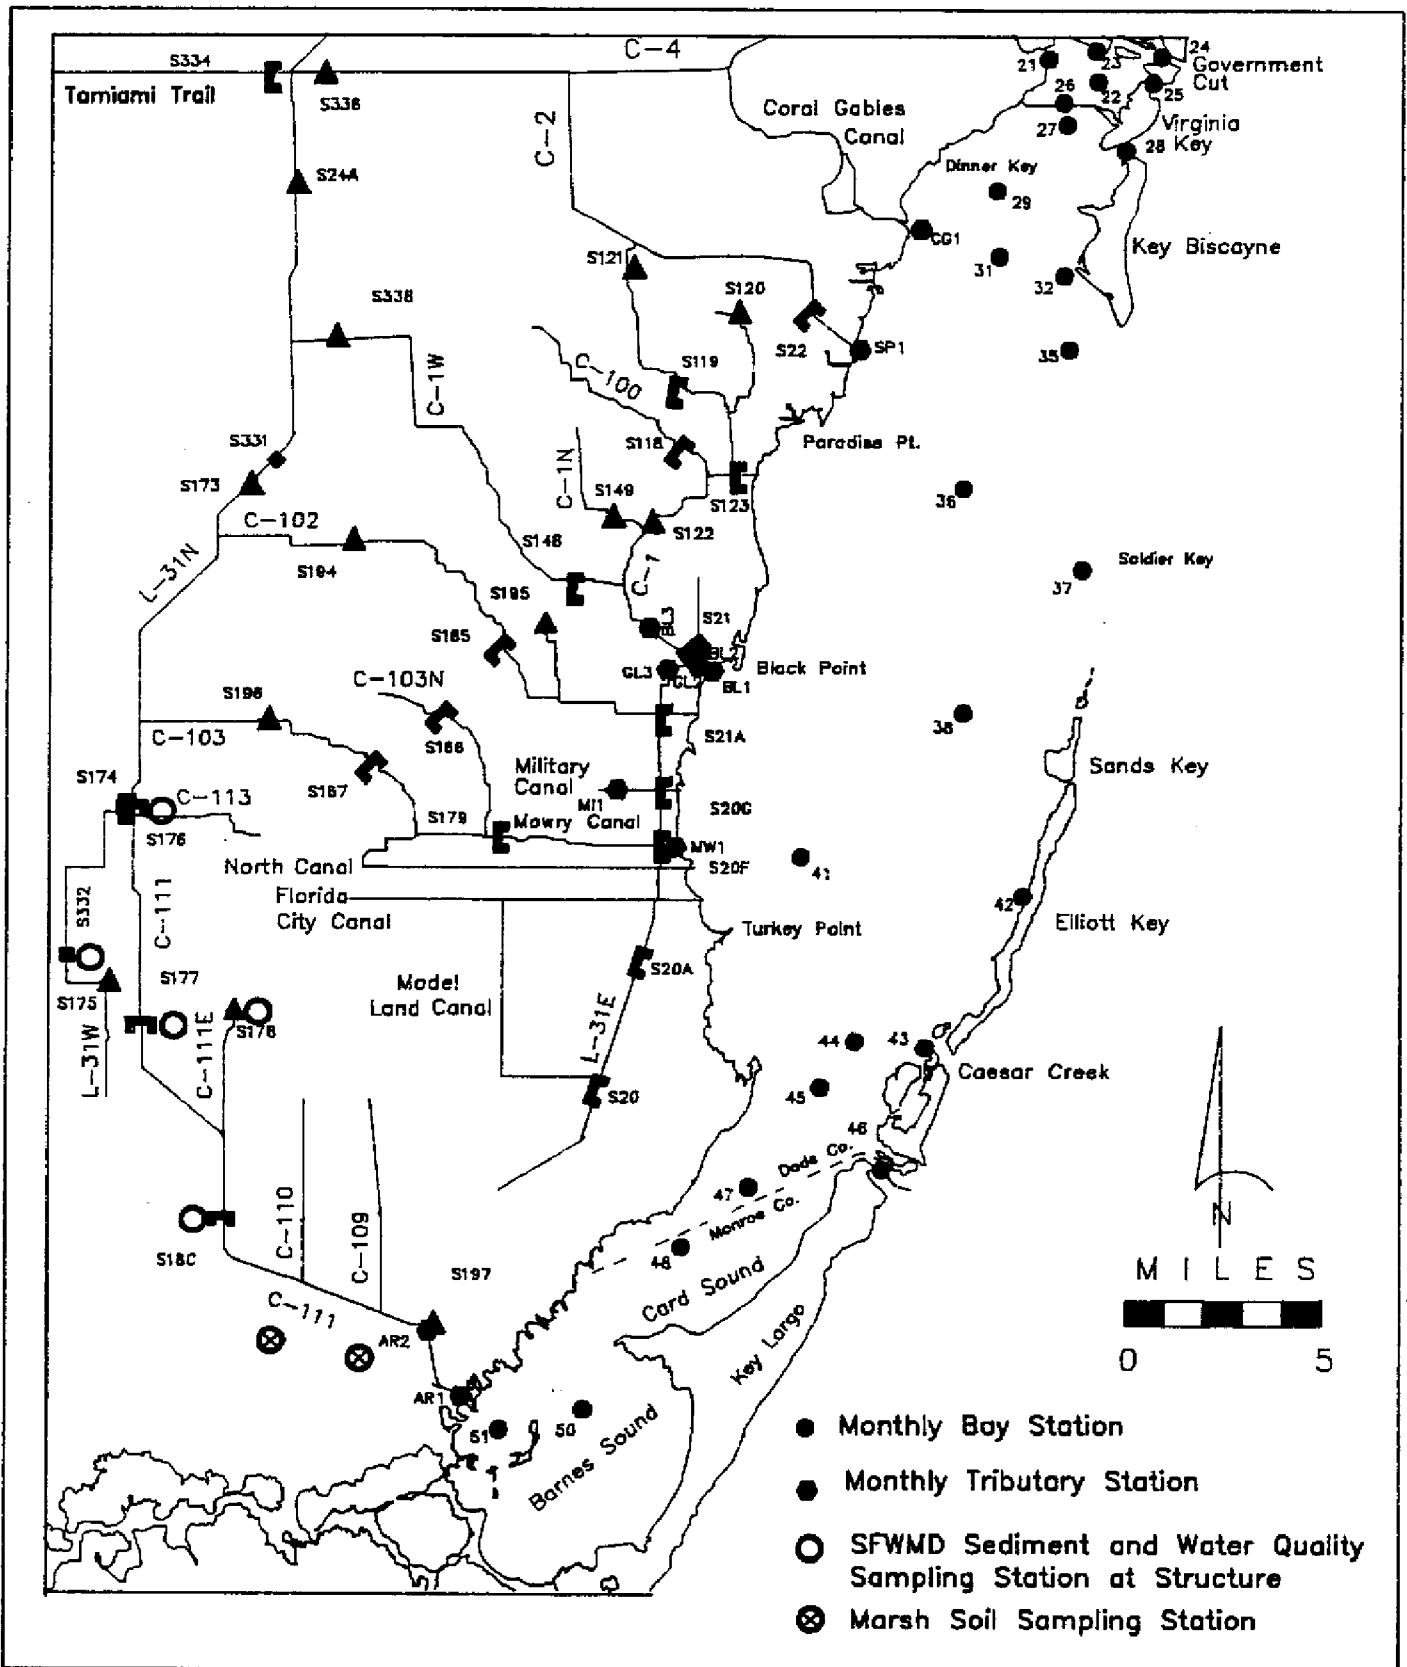 C-4
S334
Tamiami Trail
S336
24
Government
Cut
21
23
22
25
26
27
Virginia
Key
28
Coral Gables
Canal
C-2
S24A
Dinner Key
29
CG1
Key Biscayne
31
32
S121
S120
S338
S22
SP1
35
S119
C-100
C-1W
Paradise Pt.
S118
S331
C-1N
S173
S149
S123
36
C-102
S122
S148
S194
C-1
Soldier Key
37
L-31N
S195
BL3
S21
S165
BL2
GL3
GL2
BL1
Black Point
C-103N
S196
38
C-103
S166
S21A
Sands Key
S174
S167
Military
Canal
C-113
MI1
S20G
S179
Mowry Canal
S176
MW1
North Canal
S20F
41
Florida
City Canal
S332
C-111
42
Elliott Key
Turkey Point
S177
S20A
Model
Land Canal
S175
S178
L-31W
C-111E
L-31E
44
43
Caesar Creek
45
S20
46
Dade Co.
47
Monroe Co.
48
C-110
C-109
S18C
S197
N
Card Sound
Key Largo
MILES
0
5
C-111
AR2
AR1
51
50
Barnes Sound
Monthly Bay Station
Monthly Tributary Station
SFWMD Sediment and Water Quality
Sampling Station at Structure
Marsh Soil Sampling Station